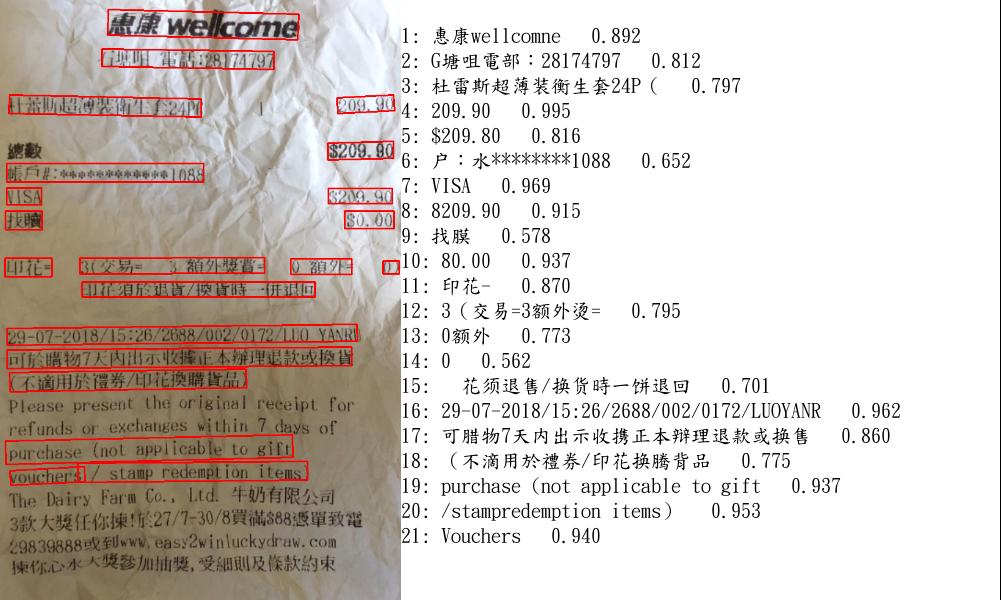 惠康 wellcome
G塘咀 電話:28174797
杜雷斯超薄裝衛生套24P( 1 209.90
總數 $209.90
帳戶#:************1088
VISA $209.90
找贖 $0.00
印花= 3(交易= 3 額外獎賞= 0 額外= 0)
印花須於退貨/換貨時一併退回
29-07-2018/15:26/2688/002/0172/LUO YANRU
可於購物7天內出示收據正本辦理退款或換貨
(不適用於禮券/印花換購貨品)
Please present the original receipt for
refunds or exchanges within 7 days of
purchase (not applicable to gift
vouchers / stamp redemption items)
The Dairy Farm Co., Ltd. 牛奶有限公司
3款大獎任你揀!於27/7-30/8買滿$88憑單致電
29839888或到www.easy2winluckydraw.com
揀你心水大獎參加抽獎,受細則及條款約束
1: 惠康wellcomne 0.892
2: G塘咀電部：28174797 0.812
3: 杜雷斯超薄装衛生套24P（ 0.797
4: 209.90 0.995
5: $209.80 0.816
6: 户：水********1088 0.652
7: VISA 0.969
8: 8209.90 0.915
9: 找膜 0.578
10: 80.00 0.937
11: 印花- 0.870
12: 3（交易=3额外烫= 0.795
13: 0額外 0.773
14: 0 0.562
15: 花须退售/换货時一饼退回 0.701
16: 29-07-2018/15:26/2688/002/0172/LUOYANR 0.962
17: 可腊物7天内出示收携正本辩理退款或换售 0.860
18: （不滴用於禮券/印花换腾背品 0.775
19: purchase (not applicable to gift 0.937
20: /stampredemption items） 0.953
21: Vouchers 0.940